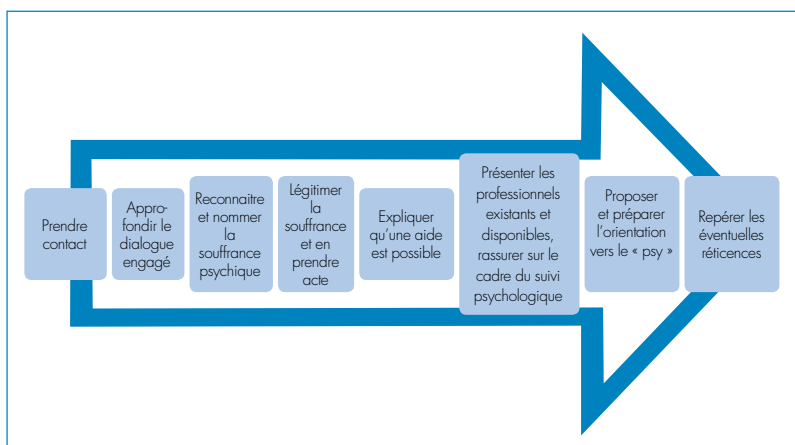 Prendre
contact
Appro-
fondir le
dialogue
engagé
Reconnaitre
et nommer
la
souffrance
psychique
Légitimer
la
souffrance
et en
prendre
acte
Expliquer
qu'une aide
est possible
Présenter les
professionnels
existants et
disponibles,
rassurer sur le
cadre du suivi
psychologique
Proposer
et préparer
l'orientation
vers le « psy »
Repérer les
éventuelles
réticences